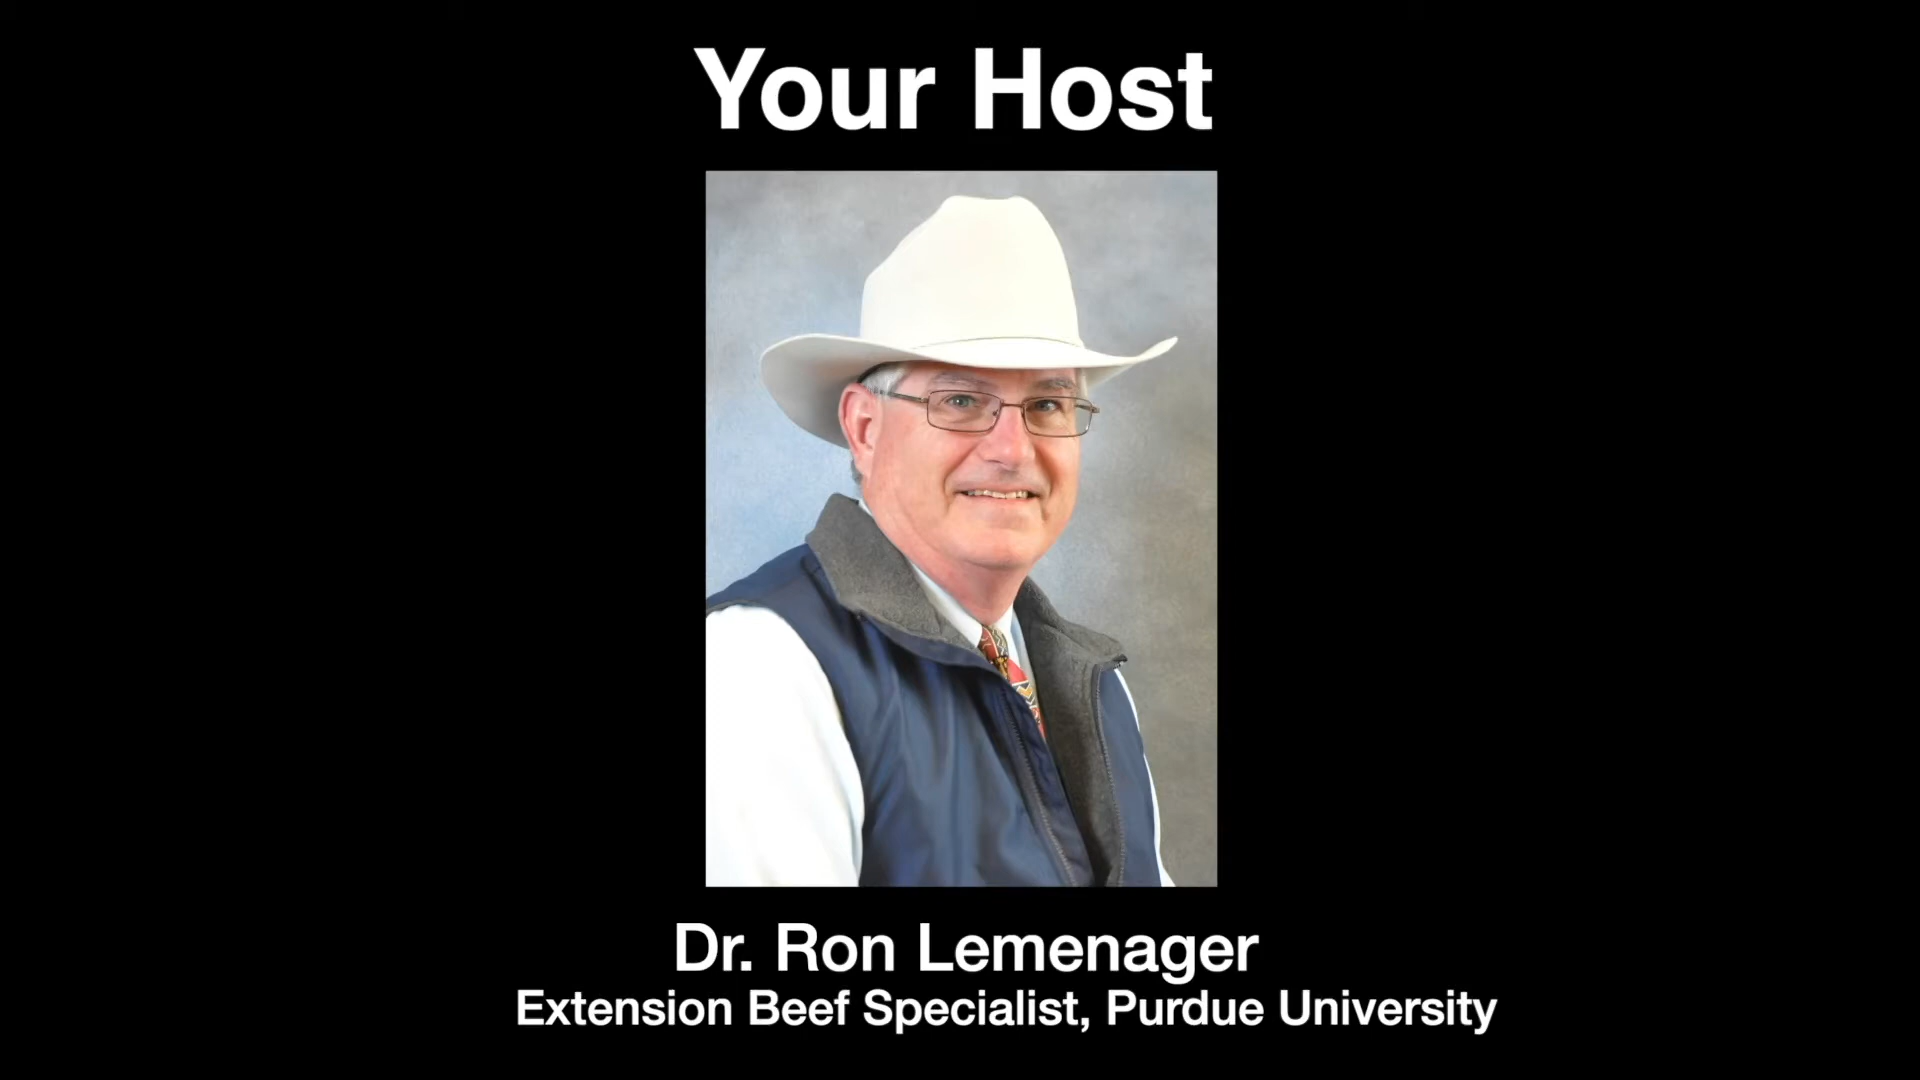 Your Host
Dr. Ron Lemenager
Extension Beef Specialist, Purdue University